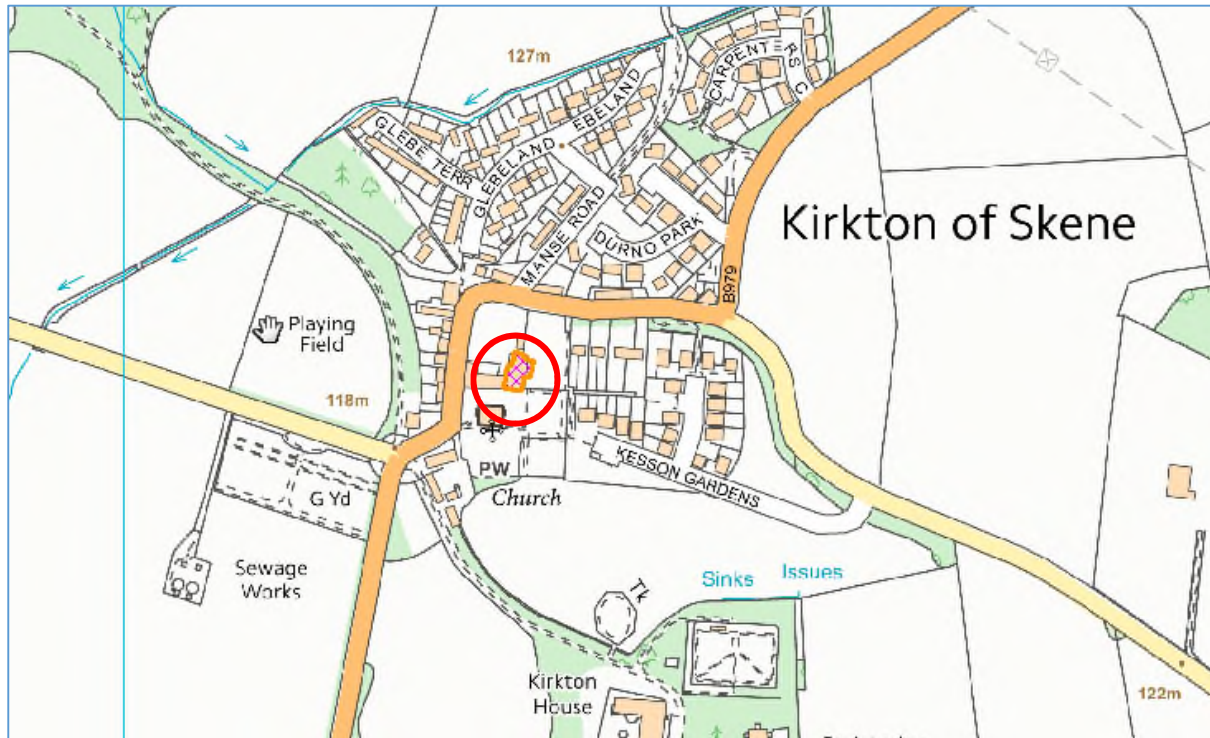 127m
CARPENTERS C
GLEBE TERR
GLEBELAND
EBELAND
MANSE ROAD
DURNO PARK
Kirkton of Skene
B979
Playing
Field
118m
PW
Church
KESSON GARDENS
G Yd
Sewage
Works
Sinks
Issues
Tk
Kirkton
House
122m